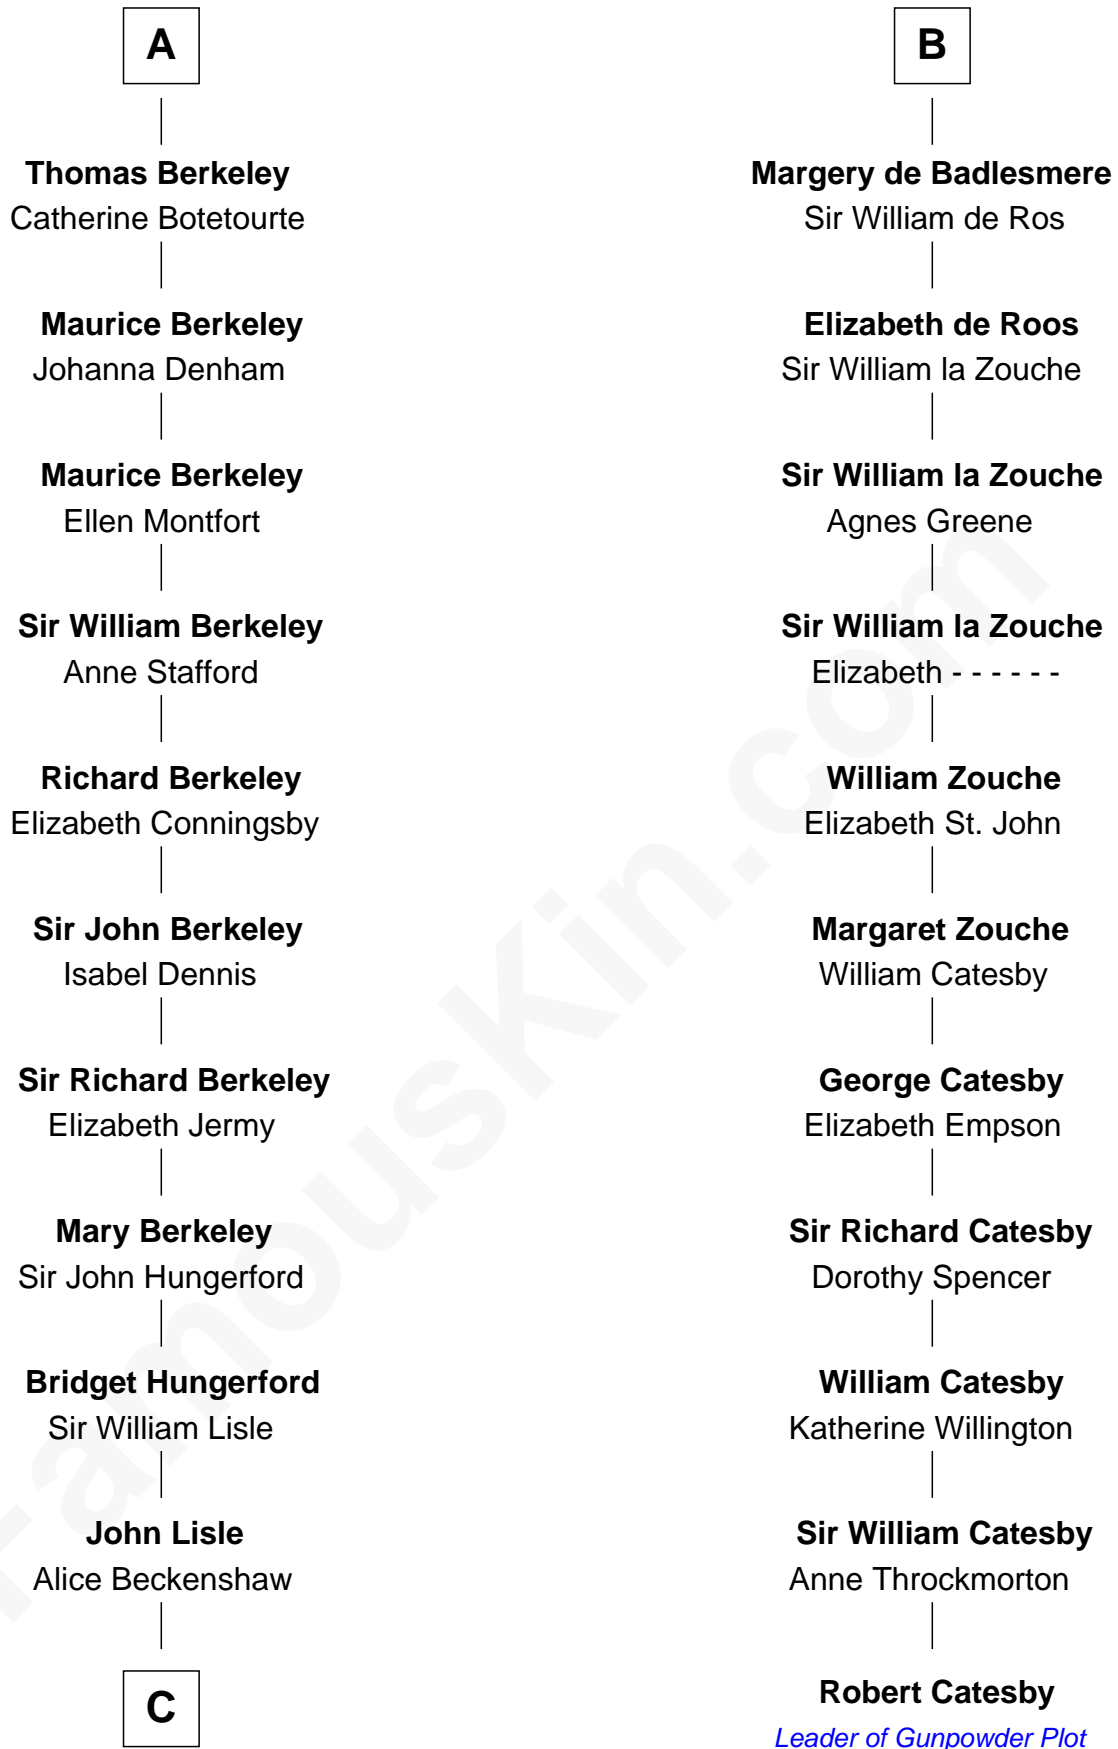 A
Thomas Berkeley
Catherine Botetourte
Maurice Berkeley
Johanna Denham
Maurice Berkeley
Ellen Montfort
Sir William Berkeley
Anne Stafford
Richard Berkeley
Elizabeth Conningsby
Sir John Berkeley
Isabel Dennis
Sir Richard Berkeley
Elizabeth Jermy
Mary Berkeley
Sir John Hungerford
Bridget Hungerford
Sir William Lisle
John Lisle
Alice Beckenshaw
C
B
Margery de Badlesmere
Sir William de Ros
Elizabeth de Roos
Sir William la Zouche
Sir William la Zouche
Agnes Greene
Sir William la Zouche
Elizabeth - - - - - -
William Zouche
Elizabeth St. John
Margaret Zouche
William Catesby
George Catesby
Elizabeth Empson
Sir Richard Catesby
Dorothy Spencer
William Catesby
Katherine Willington
Sir William Catesby
Anne Throckmorton
Robert Catesby
Leader of Gunpowder Plot
FamousKin.com